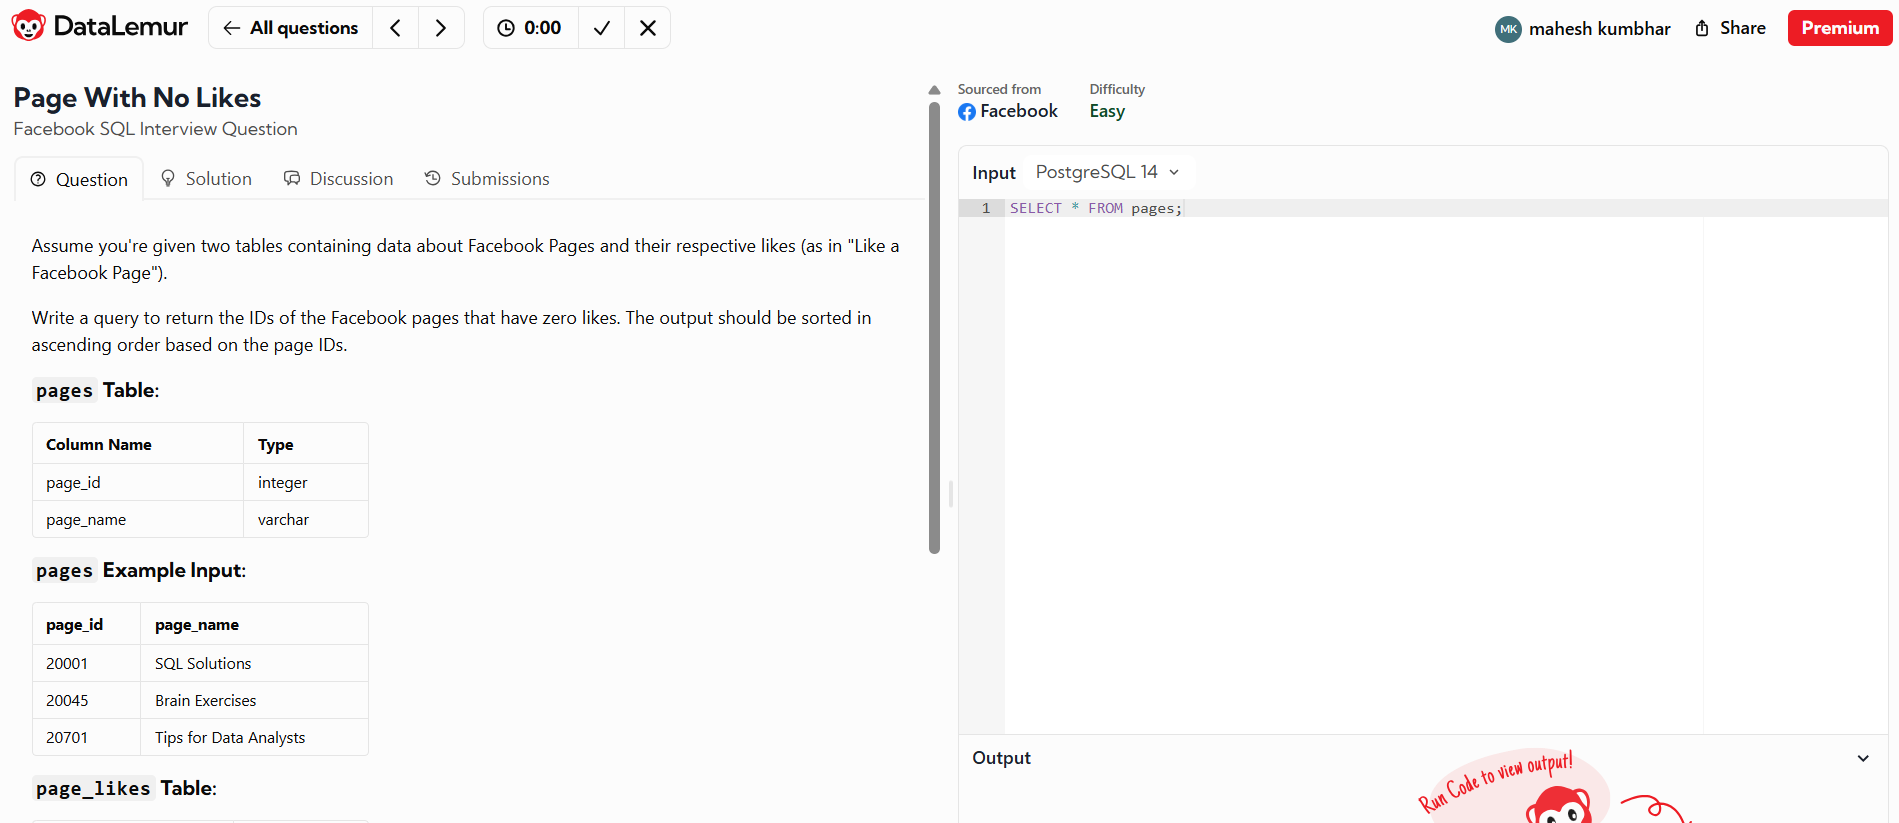 DataLemur
All questions
0:00
MK mahesh kumbhar
Share
Premium
Page With No Likes
Facebook SQL Interview Question
Question
Solution
Discussion
Submissions
Assume you're given two tables containing data about Facebook Pages and their respective likes (as in "Like a
Facebook Page").
Write a query to return the IDs of the Facebook pages that have zero likes. The output should be sorted in
ascending order based on the page IDs.
pages Table:
Column Name Type
page_id integer
page_name varchar
pages Example Input:
page_id page_name
20001 SQL Solutions
20045 Brain Exercises
20701 Tips for Data Analysts
page_likes Table:
Sourced from
Facebook
Difficulty
Easy
Input PostgreSQL 14
1 SELECT * FROM pages;
Output
Run Code to view output!